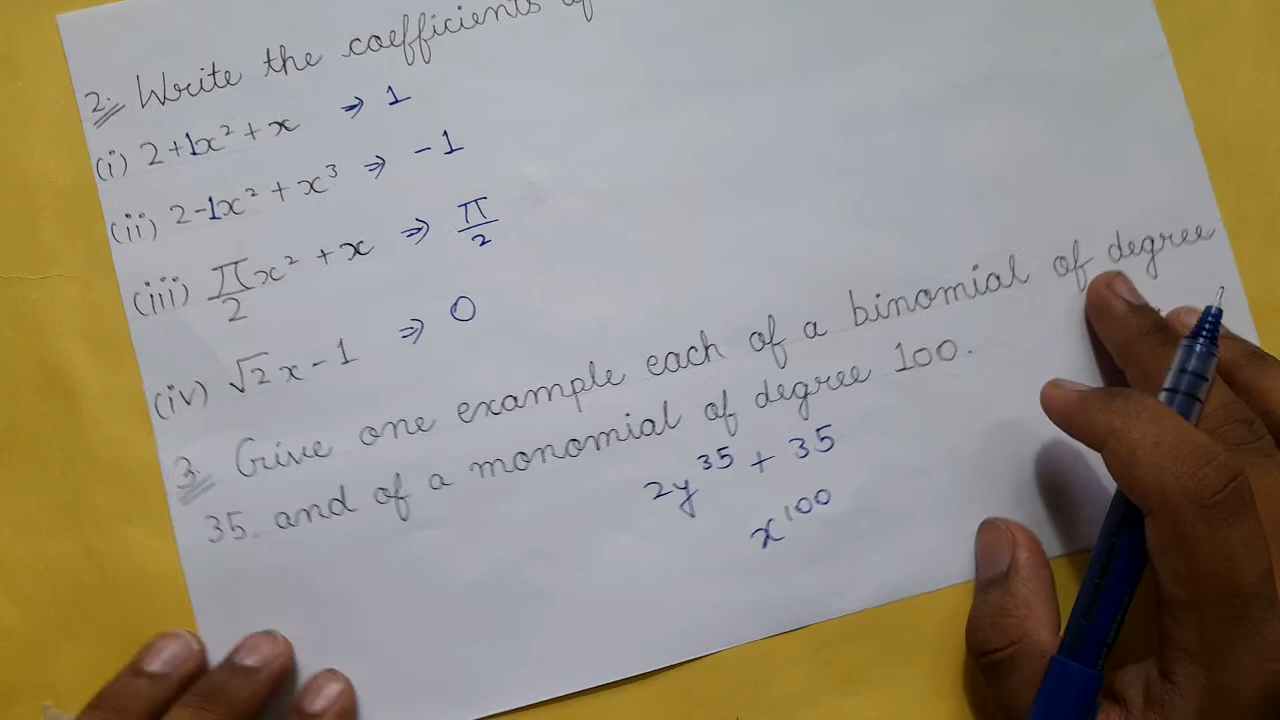 2. Write the coefficients of
(i) 2+1x² + x ⇒ 1
(ii) 2-1x² + x³ ⇒ -1
(iii) π/2 x² + x ⇒ π/2
(iv) √2x - 1 ⇒ 0
3. Give one example each of a binomial of degree
35. and of a monomial of degree 100.
2y³⁵ + 35
x¹⁰⁰